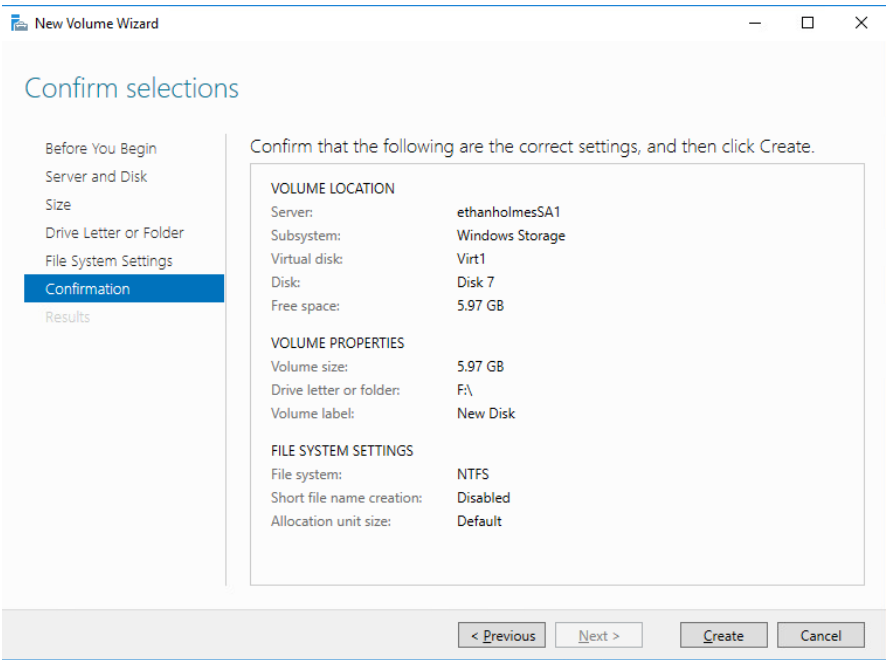 New Volume Wizard
Confirm selections
Before You Begin
Server and Disk
Size
Drive Letter or Folder
File System Settings
Confirmation
Results
Confirm that the following are the correct settings, and then click Create.
VOLUME LOCATION
Server: ethanholmesSA1
Subsystem: Windows Storage
Virtual disk: Virt1
Disk: Disk 7
Free space: 5.97 GB
VOLUME PROPERTIES
Volume size: 5.97 GB
Drive letter or folder: F:\
Volume label: New Disk
FILE SYSTEM SETTINGS
File system: NTFS
Short file name creation: Disabled
Allocation unit size: Default
< Previous Next > Create Cancel